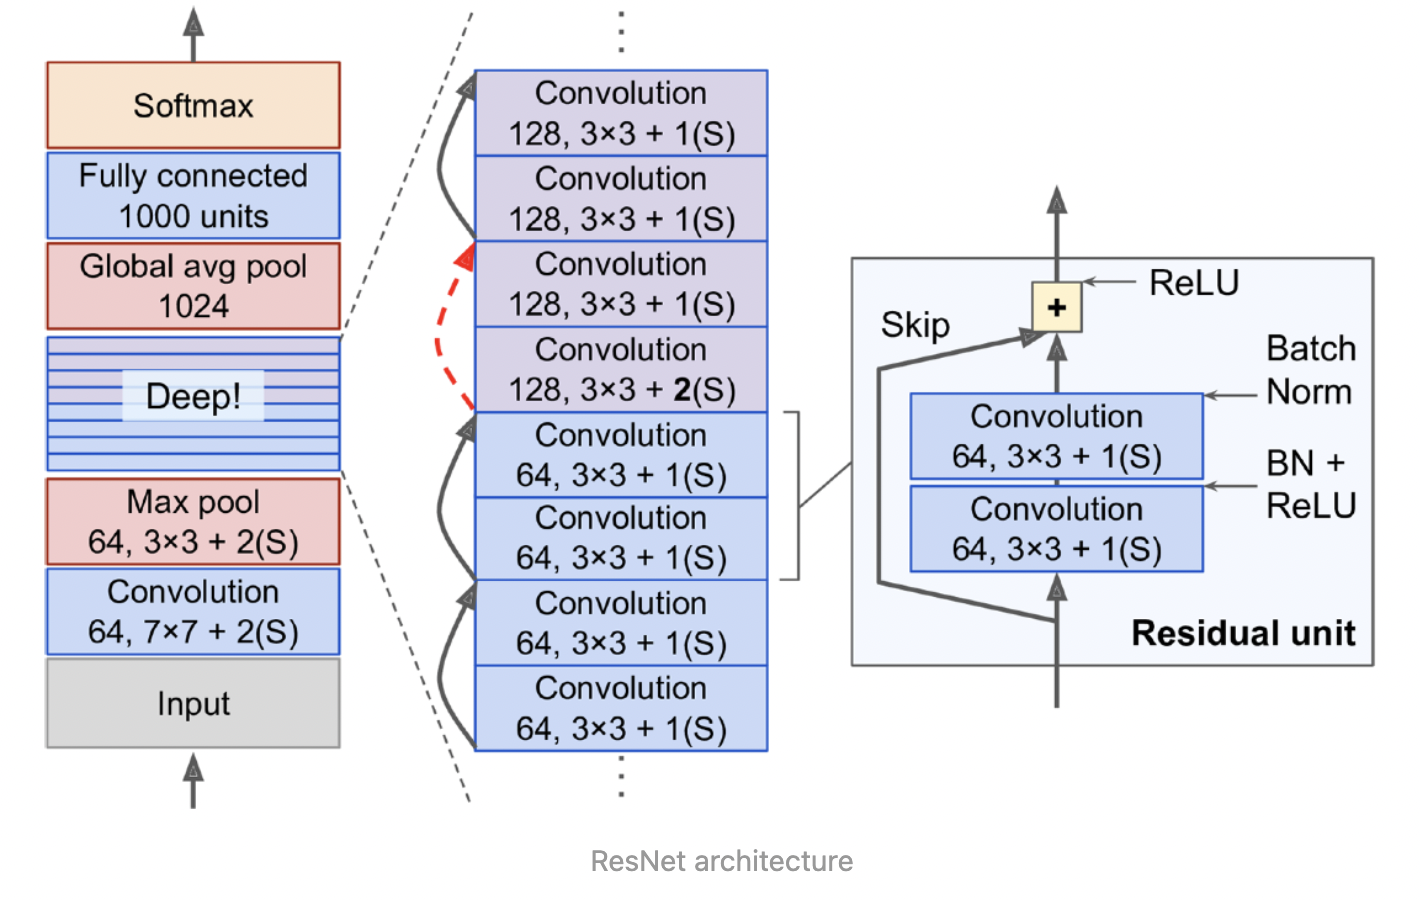 Softmax
Fully connected
1000 units
Global avg pool
1024
Deep!
Max pool
64, 3×3 + 2(S)
Convolution
64, 7×7 + 2(S)
Input
Convolution
128, 3×3 + 1(S)
Convolution
128, 3×3 + 1(S)
Convolution
128, 3×3 + 1(S)
Convolution
128, 3×3 + 2(S)
Convolution
64, 3×3 + 1(S)
Convolution
64, 3×3 + 1(S)
Convolution
64, 3×3 + 1(S)
Convolution
64, 3×3 + 1(S)
ReLU
+
Skip
Batch
Norm
Convolution
64, 3×3 + 1(S)
BN +
ReLU
Convolution
64, 3×3 + 1(S)
Residual unit
ResNet architecture